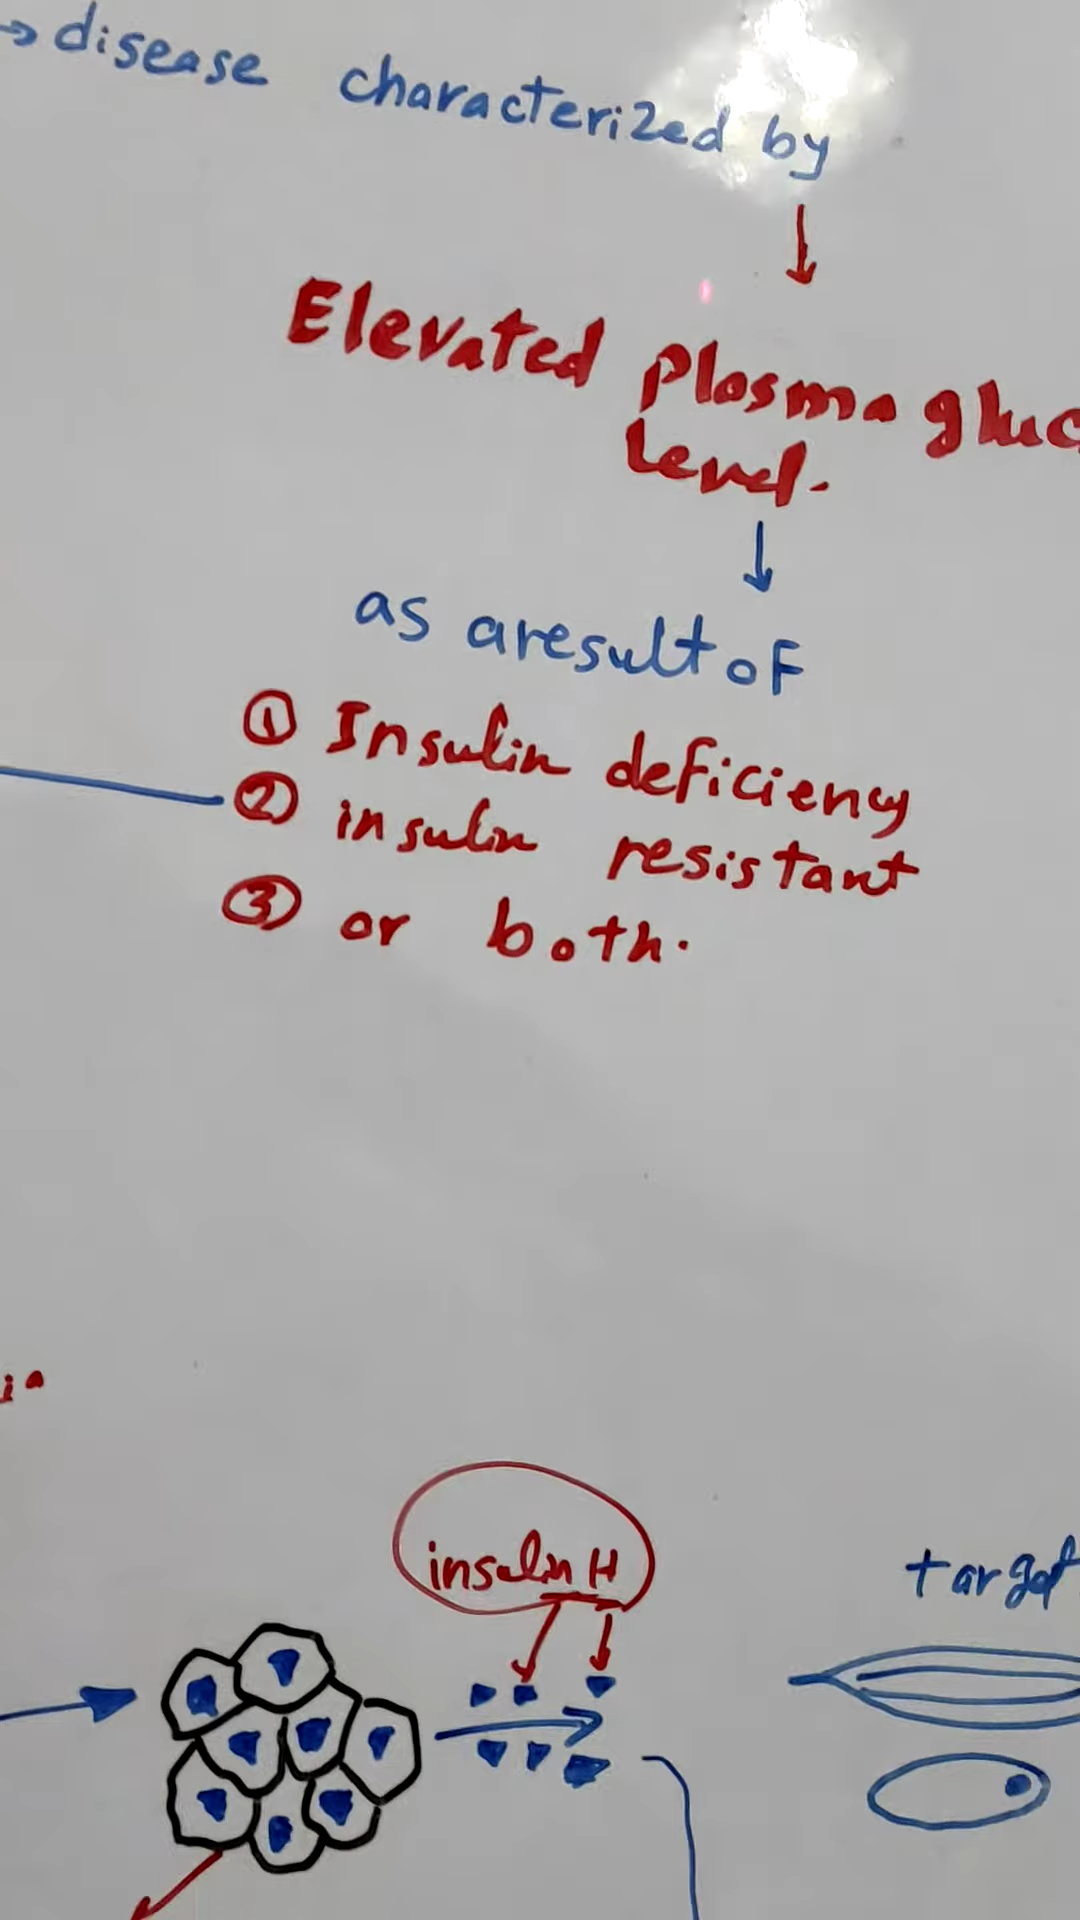 disease characterized by
Elevated plasma gluc
Level.
as aresult of
① Insulin deficiency
② insulin resistant
③ or both.
insulin H
target